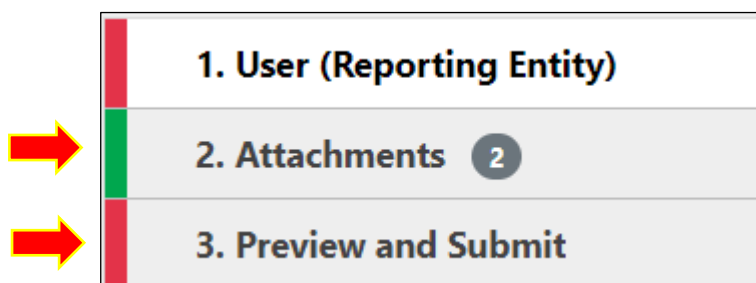 1. User (Reporting Entity)
2. Attachments 2
3. Preview and Submit